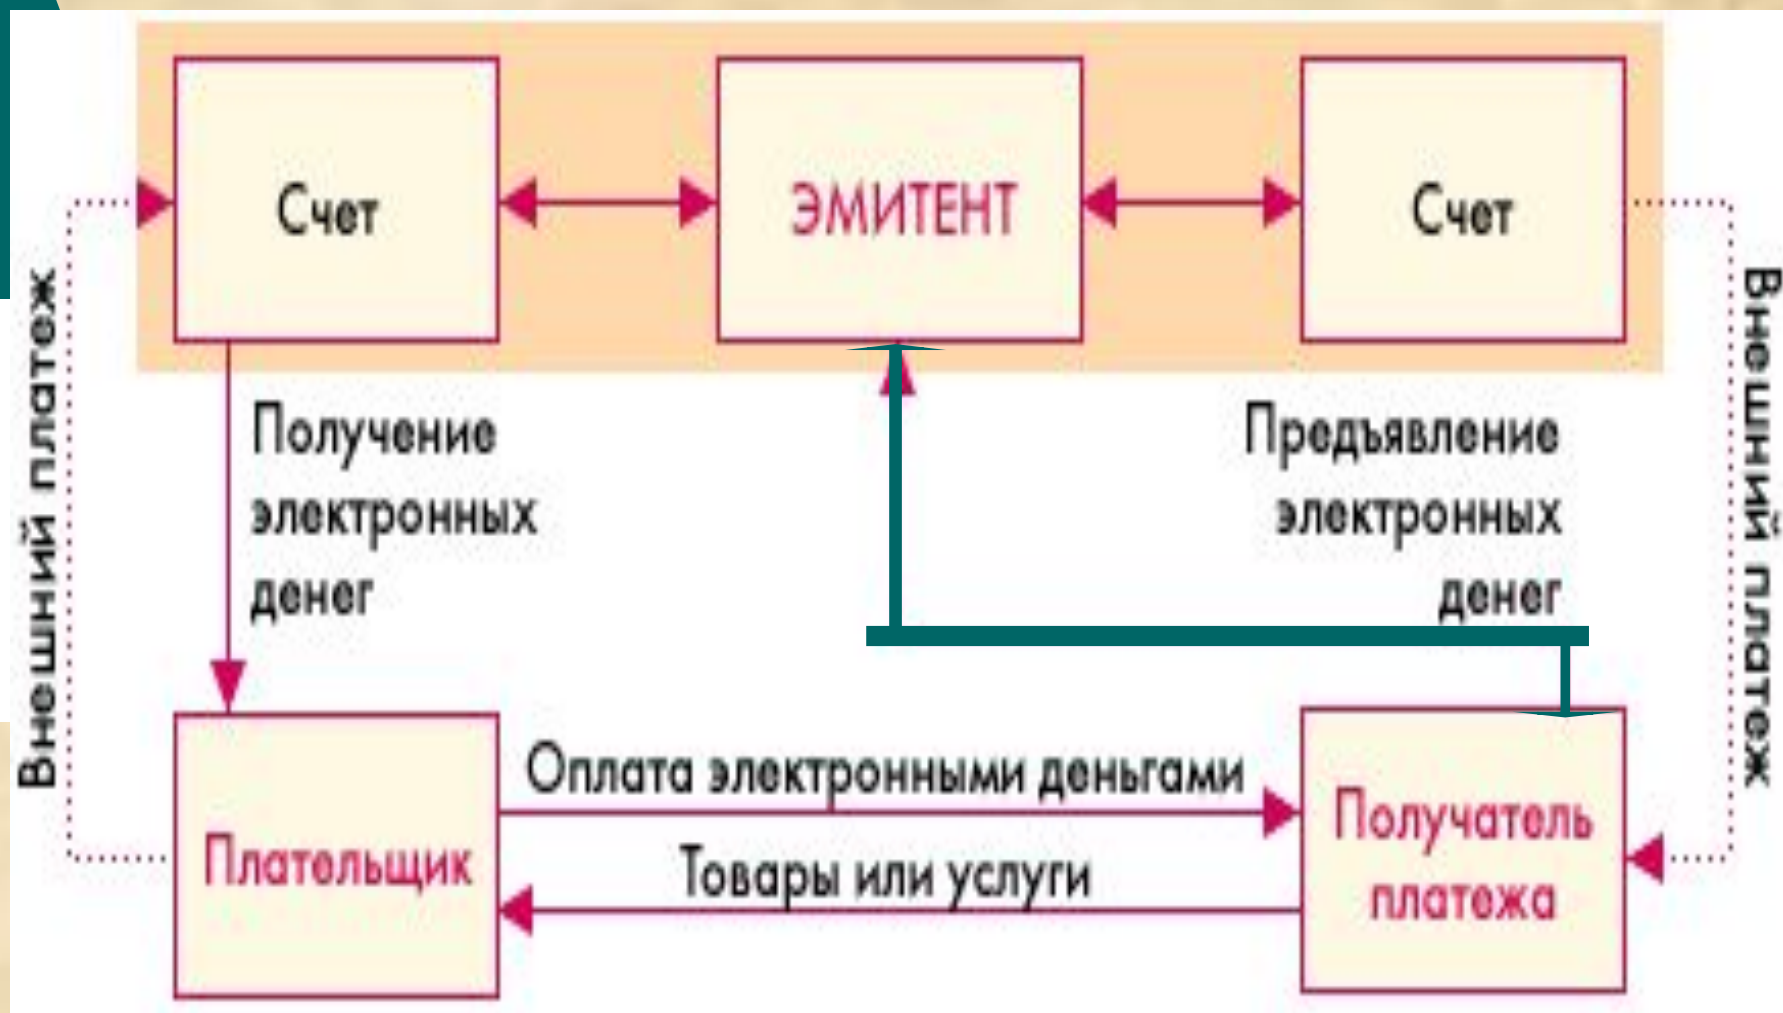 Счет
ЭМИТЕНТ
Счет
Внешний платеж
Получение
электронных
денег
Предъявление
электронных
денег
Внешний платеж
Плательщик
Оплата электронными деньгами
Товары или услуги
Получатель
платежа